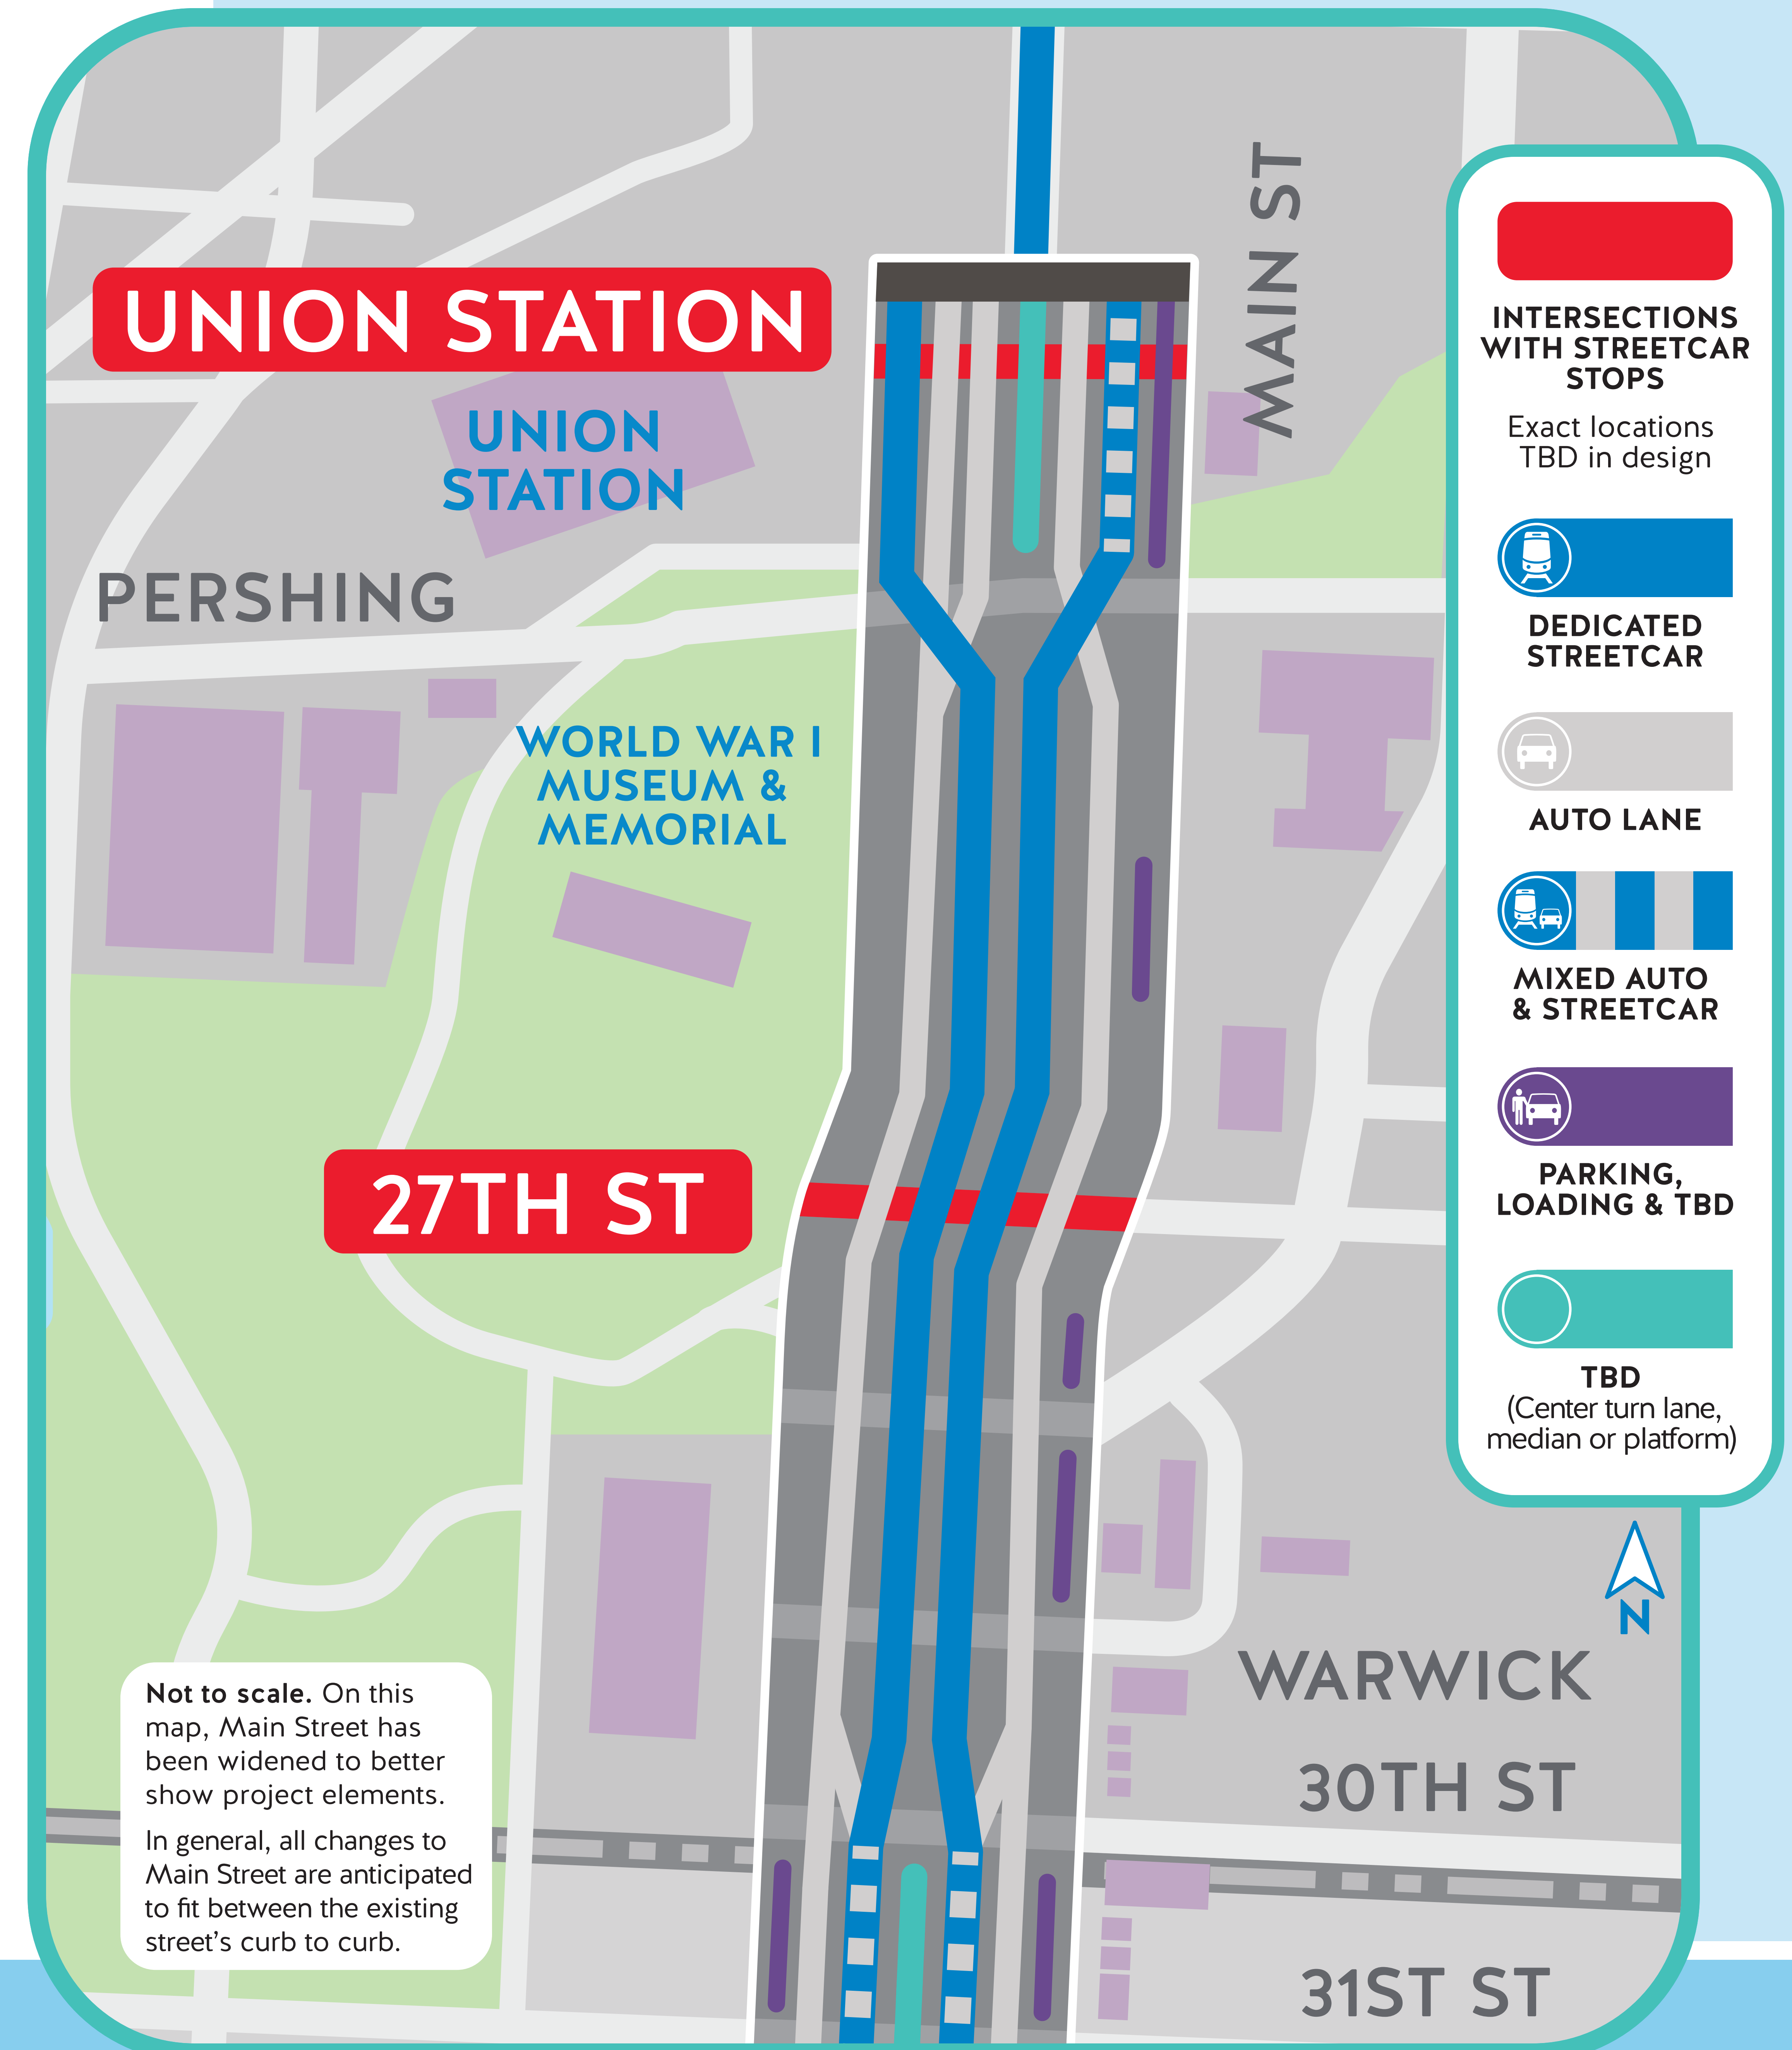 MAIN ST
UNION STATION
UNION
STATION
PERSHING
WORLD WAR I
MUSEUM &
MEMORIAL
27TH ST
WARWICK
30TH ST
31ST ST
N
Not to scale. On this
map, Main Street has
been widened to better
show project elements.
In general, all changes to
Main Street are anticipated
to fit between the existing
street's curb to curb.
INTERSECTIONS
WITH STREETCAR
STOPS
Exact locations
TBD in design
DEDICATED
STREETCAR
AUTO LANE
MIXED AUTO
& STREETCAR
PARKING,
LOADING & TBD
TBD
(Center turn lane,
median or platform)